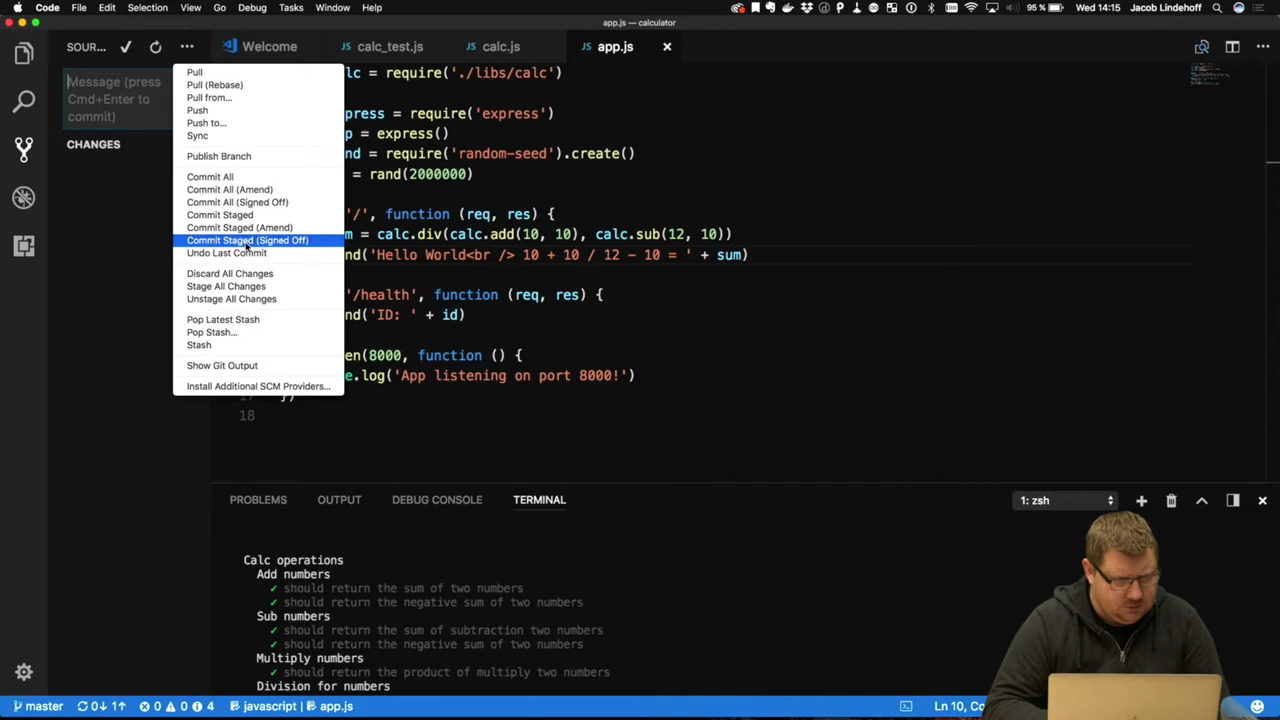 Code File Edit Selection View Go Debug Tasks Window Help 95 % Wed 14:15 Jacob Lindehoff
app.js — calculator
SOUR... Welcome JS calc_test.js JS calc.js JS app.js
Message (press
Cmd+Enter to
commit)
CHANGES
Pull
Pull (Rebase)
Pull from...
Push
Push to...
Sync
Publish Branch
Commit All
Commit All (Amend)
Commit All (Signed Off)
Commit Staged
Commit Staged (Amend)
Commit Staged (Signed Off)
Undo Last Commit
Discard All Changes
Stage All Changes
Unstage All Changes
Pop Latest Stash
Pop Stash...
Stash
Show Git Output
Install Additional SCM Providers...
lc = require('./libs/calc')
press = require('express')
p = express()
nd = require('random-seed').create()
= rand(2000000)
'/', function (req, res) {
m = calc.div(calc.add(10, 10), calc.sub(12, 10))
nd('Hello World<br /> 10 + 10 / 12 - 10 = ' + sum)
'/health', function (req, res) {
nd('ID: ' + id)
en(8000, function () {
e.log('App listening on port 8000!')
17 })
18
PROBLEMS OUTPUT DEBUG CONSOLE TERMINAL 1: zsh
Calc operations
Add numbers
✓ should return the sum of two numbers
✓ should return the negative sum of two numbers
Sub numbers
✓ should return the sum of subtraction two numbers
✓ should return the negative sum of two numbers
Multiply numbers
✓ should return the product of multiply two numbers
Division for numbers
master 0↓ 1↑ 0 0 4 javascript | app.js Ln 10, Co